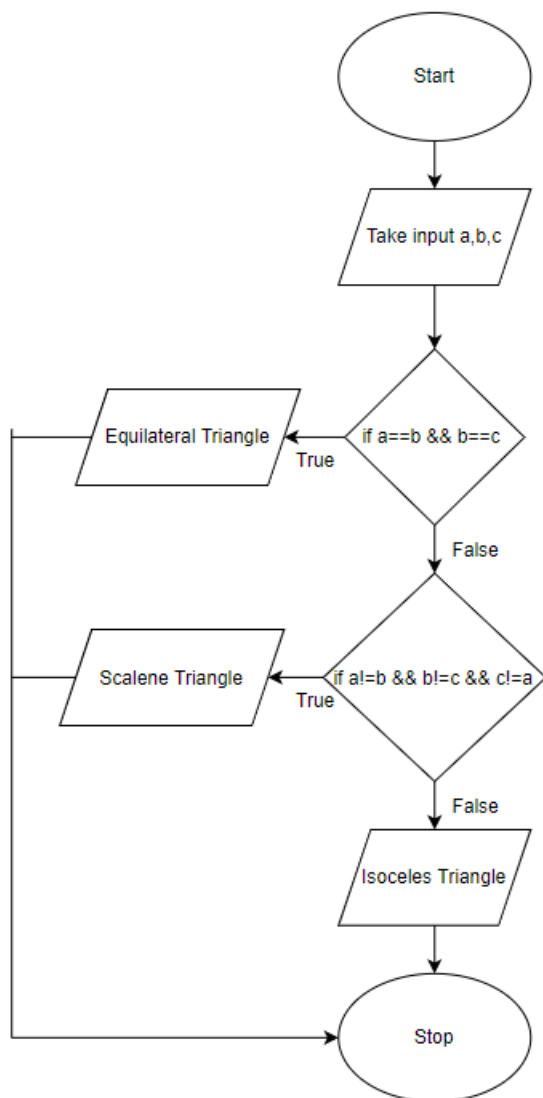 Start
Take input a,b,c
if a==b && b==c
True
Equilateral Triangle
False
if a!=b && b!=c && c!=a
True
Scalene Triangle
False
Isoceles Triangle
Stop